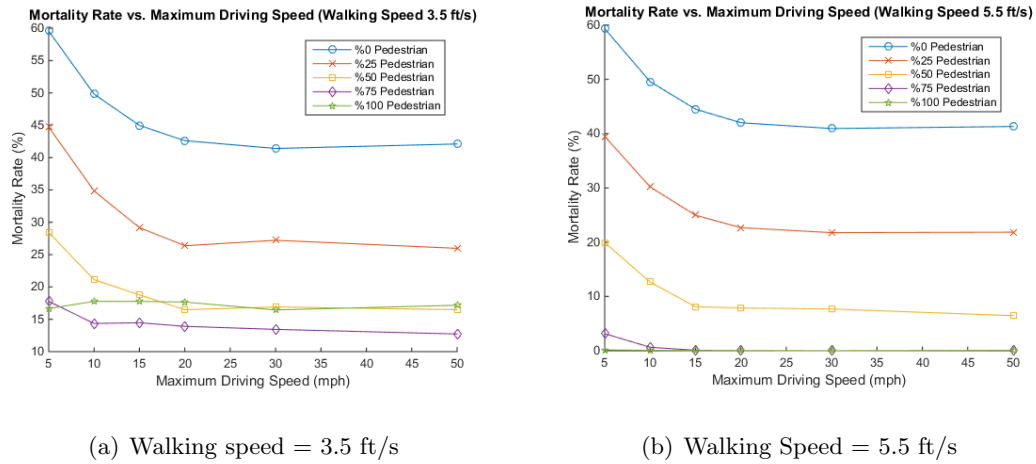 Mortality Rate vs. Maximum Driving Speed (Walking Speed 3.5 ft/s)
60
55
50
45
40
35
30
25
20
15
10
Mortality Rate (%)
%0 Pedestrian
%25 Pedestrian
%50 Pedestrian
%75 Pedestrian
%100 Pedestrian
5 10 15 20 25 30 35 40 45 50
Maximum Driving Speed (mph)
(a) Walking speed = 3.5 ft/s
Mortality Rate vs. Maximum Driving Speed (Walking Speed 5.5 ft/s)
60
50
40
30
20
10
0
Mortality Rate (%)
%0 Pedestrian
%25 Pedestrian
%50 Pedestrian
%75 Pedestrian
%100 Pedestrian
5 10 15 20 25 30 35 40 45 50
Maximum Driving Speed (mph)
(b) Walking Speed = 5.5 ft/s